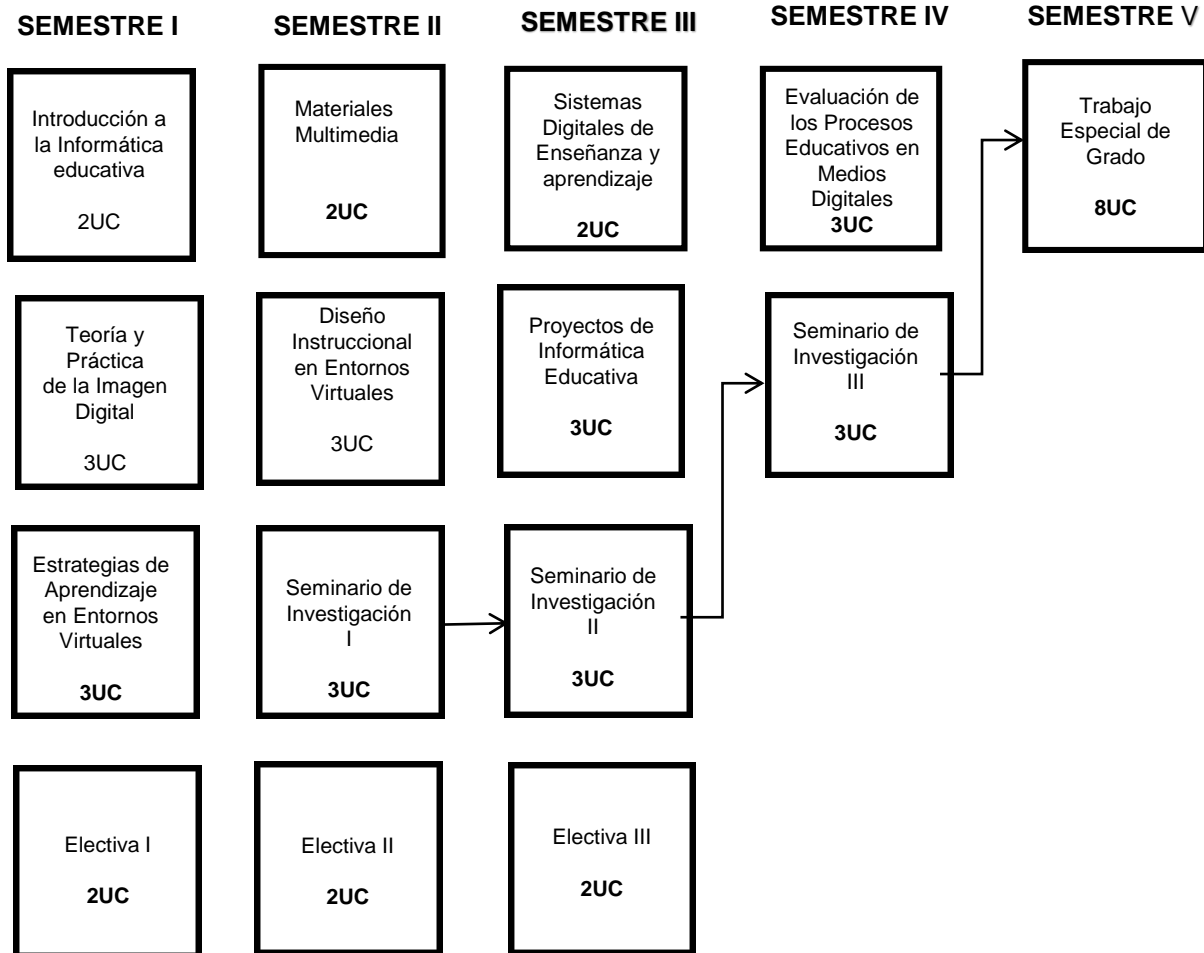 SEMESTRE I
SEMESTRE II
SEMESTRE III
SEMESTRE IV
SEMESTRE V
Introducción a
la Informática
educativa
2UC
Materiales
Multimedia
2UC
Sistemas
Digitales de
Enseñanza y
aprendizaje
2UC
Evaluación de
los Procesos
Educativos en
Medios
Digitales
3UC
Trabajo
Especial de
Grado
8UC
Teoría y
Práctica
de la Imagen
Digital
3UC
Diseño
Instruccional
en Entornos
Virtuales
3UC
Proyectos de
Informática
Educativa
3UC
Seminario de
Investigación
III
3UC
Estrategias de
Aprendizaje
en Entornos
Virtuales
3UC
Seminario de
Investigación
I
3UC
Seminario de
Investigación
II
3UC
Electiva I
2UC
Electiva II
2UC
Electiva III
2UC